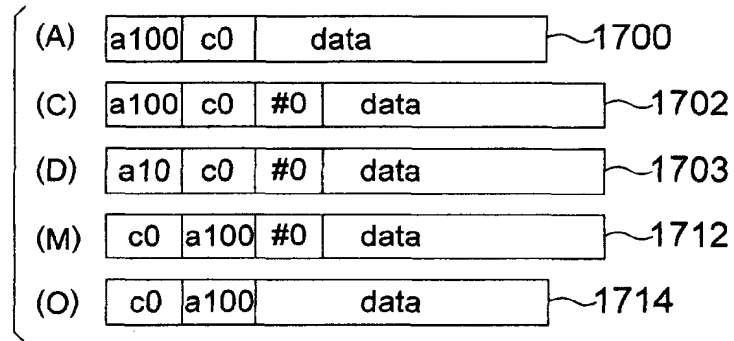 (A) a100 c0 data 1700
(C) a100 c0 #0 data 1702
(D) a10 c0 #0 data 1703
(M) c0 a100 #0 data 1712
(O) c0 a100 data 1714